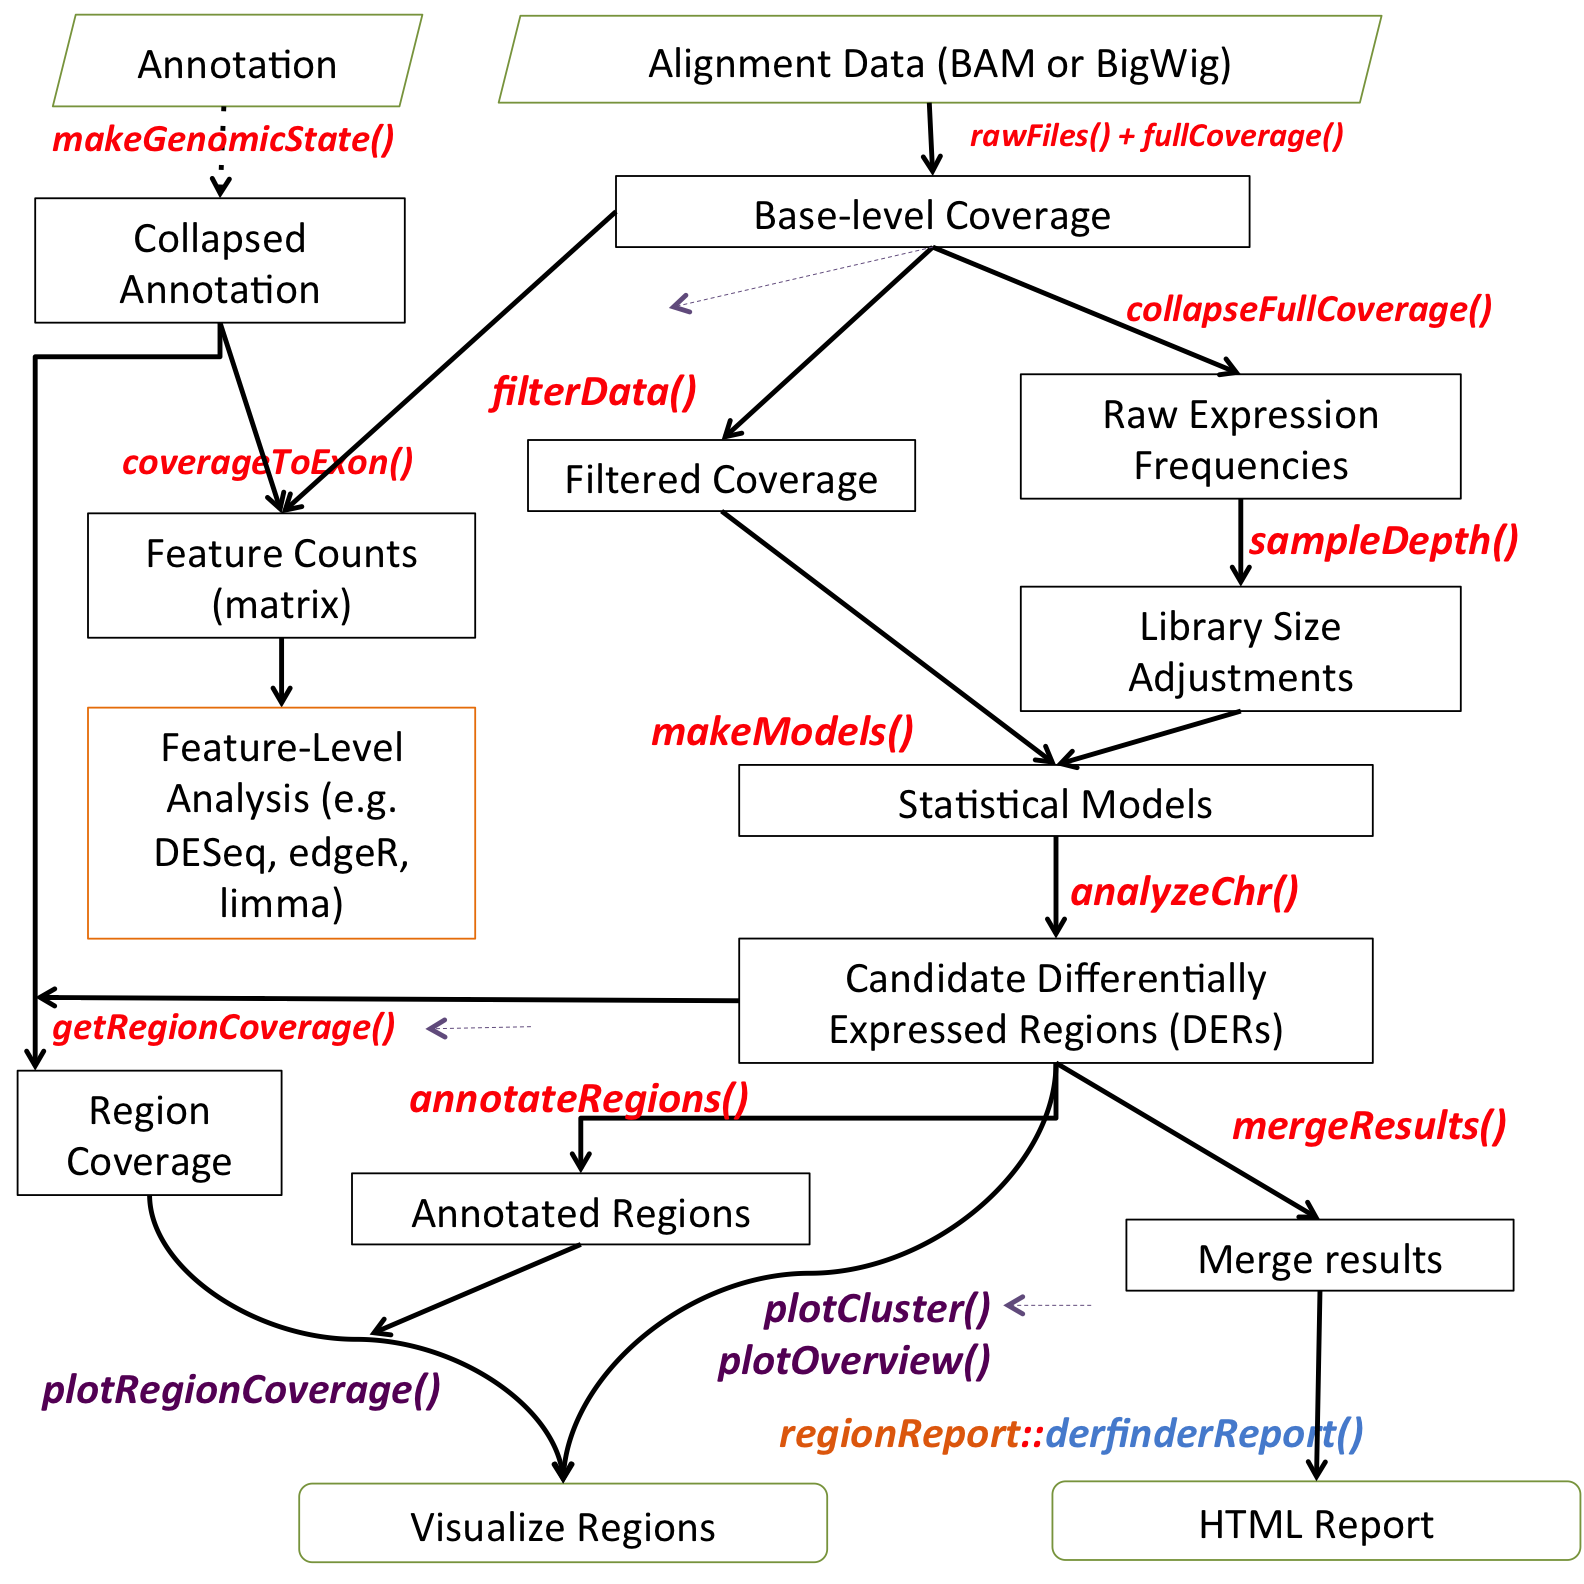 Annotation
Alignment Data (BAM or BigWig)
makeGenomicState()
rawFiles() + fullCoverage()
Collapsed
Annotation
Base-level Coverage
collapseFullCoverage()
filterData()
Raw Expression
Frequencies
coverageToExon()
Filtered Coverage
Feature Counts
(matrix)
sampleDepth()
Library Size
Adjustments
Feature-Level
Analysis (e.g.
DESeq, edgeR,
limma)
makeModels()
Statistical Models
analyzeChr()
Candidate Differentially
Expressed Regions (DERs)
getRegionCoverage()
annotateRegions()
mergeResults()
Region
Coverage
Annotated Regions
Merge results
plotCluster()
plotOverview()
plotRegionCoverage()
regionReport::derfinderReport()
Visualize Regions
HTML Report